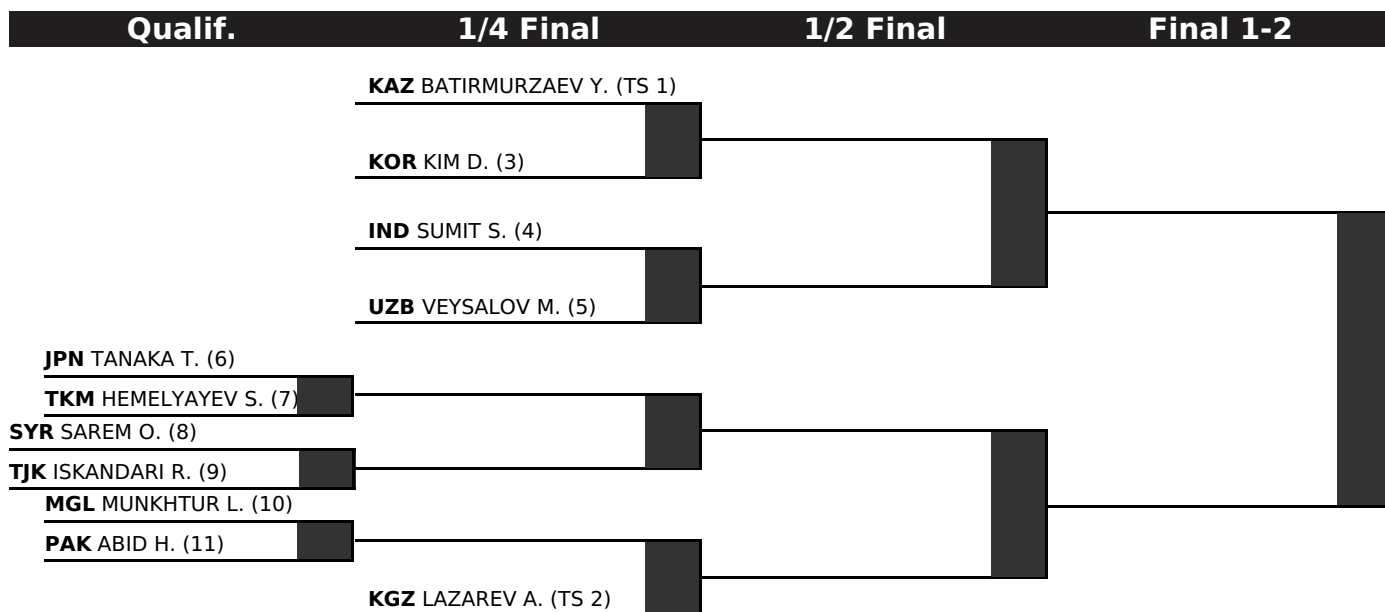 Qualif. 1/4 Final 1/2 Final Final 1-2
KAZ BATIRMURZAEV Y. (TS 1)
KOR KIM D. (3)
IND SUMIT S. (4)
UZB VEYSALOV M. (5)
JPN TANAKA T. (6)
TKM HEMELYAYEV S. (7)
SYR SAREM O. (8)
TJK ISKANDARI R. (9)
MGL MUNKHTUR L. (10)
PAK ABID H. (11)
KGZ LAZAREV A. (TS 2)